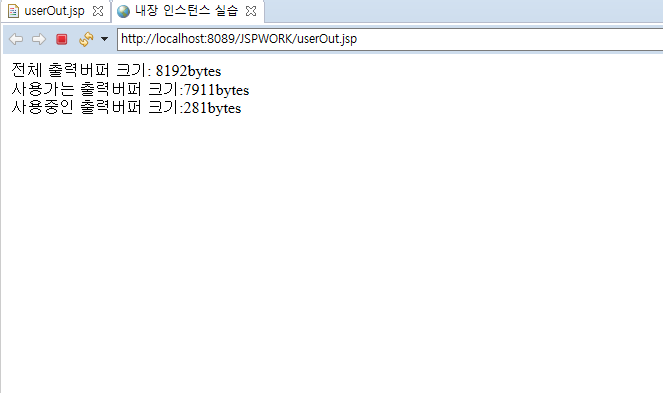 userOut.jsp
내장 인스턴스 실습
http://localhost:8089/JSPWORK/userOut.jsp
전체 출력버퍼 크기: 8192bytes
사용가는 출력버퍼 크기:7911bytes
사용중인 출력버퍼 크기:281bytes